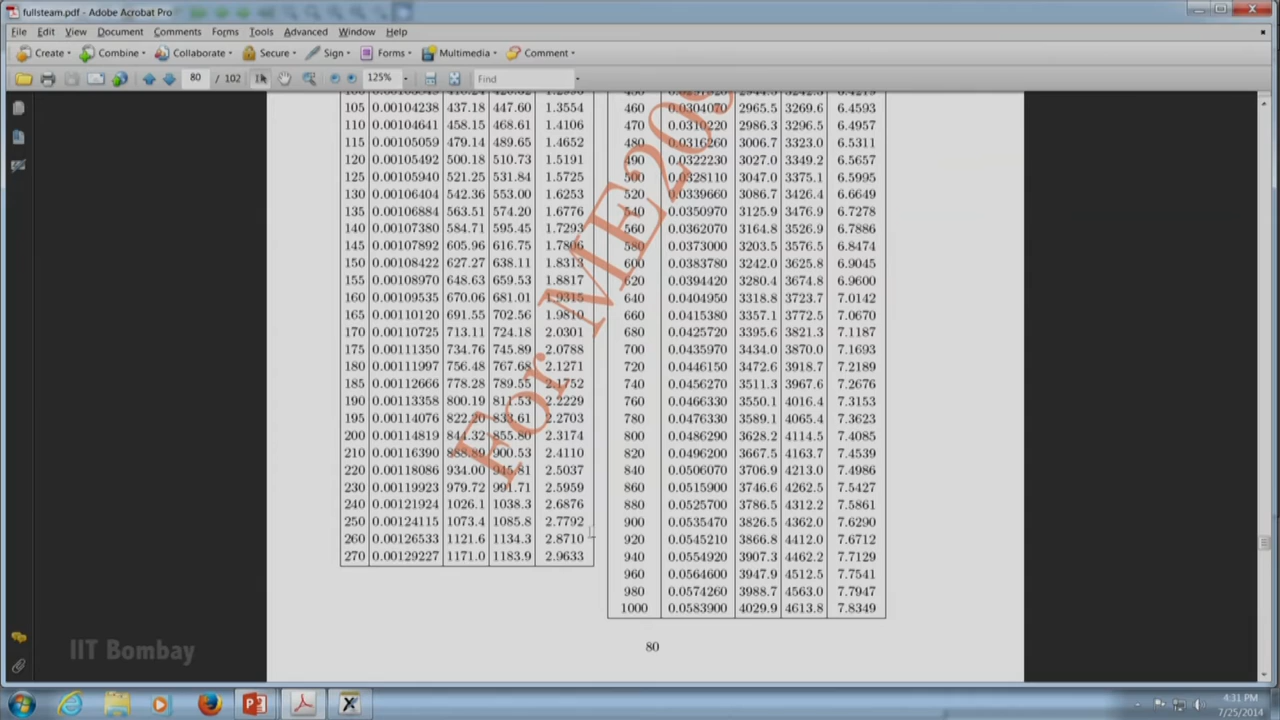 fullsteam.pdf - Adobe Acrobat Pro
File Edit View Document Comments Forms Tools Advanced Window Help
Create Combine Collaborate Secure Sign Forms Multimedia Comment
80 / 102 125% Find
105 0.00104238 437.18 447.60 1.3554
110 0.00104641 458.15 468.61 1.4106
115 0.00105059 479.14 489.65 1.4652
120 0.00105492 500.18 510.73 1.5191
125 0.00105940 521.25 531.84 1.5725
130 0.00106404 542.36 553.00 1.6253
135 0.00106884 563.51 574.20 1.6776
140 0.00107380 584.71 595.45 1.7293
145 0.00107892 605.96 616.75 1.7806
150 0.00108422 627.27 638.11 1.8313
155 0.00108970 648.63 659.53 1.8817
160 0.00109535 670.06 681.01 1.9315
165 0.00110120 691.55 702.56 1.9810
170 0.00110725 713.11 724.18 2.0301
175 0.00111350 734.76 745.89 2.0788
180 0.00111997 756.48 767.68 2.1271
185 0.00112666 778.28 789.55 2.1752
190 0.00113358 800.19 811.53 2.2229
195 0.00114076 822.20 833.61 2.2703
200 0.00114819 844.32 855.80 2.3174
210 0.00116390 888.89 900.53 2.4110
220 0.00118086 934.00 945.81 2.5037
230 0.00119923 979.72 991.71 2.5959
240 0.00121924 1026.1 1038.3 2.6876
250 0.00124115 1073.4 1085.8 2.7792
260 0.00126533 1121.6 1134.3 2.8710
270 0.00129227 1171.0 1183.9 2.9633
460 0.0304070 2965.5 3269.6 6.4593
470 0.0310220 2986.3 3296.5 6.4957
480 0.0316260 3006.7 3323.0 6.5311
490 0.0322230 3027.0 3349.2 6.5657
500 0.0328110 3047.0 3375.1 6.5995
520 0.0339660 3086.7 3426.4 6.6649
540 0.0350970 3125.9 3476.9 6.7278
560 0.0362070 3164.8 3526.9 6.7886
580 0.0373000 3203.5 3576.5 6.8474
600 0.0383780 3242.0 3625.8 6.9045
620 0.0394420 3280.4 3674.8 6.9600
640 0.0404950 3318.8 3723.7 7.0142
660 0.0415380 3357.1 3772.5 7.0670
680 0.0425720 3395.6 3821.3 7.1187
700 0.0435970 3434.0 3870.0 7.1693
720 0.0446150 3472.6 3918.7 7.2189
740 0.0456270 3511.3 3967.6 7.2676
760 0.0466330 3550.1 4016.4 7.3153
780 0.0476330 3589.1 4065.4 7.3623
800 0.0486290 3628.2 4114.5 7.4085
820 0.0496200 3667.5 4163.7 7.4539
840 0.0506070 3706.9 4213.0 7.4986
860 0.0515900 3746.6 4262.5 7.5427
880 0.0525700 3786.5 4312.2 7.5861
900 0.0535470 3826.5 4362.0 7.6290
920 0.0545210 3866.8 4412.0 7.6712
940 0.0554920 3907.3 4462.2 7.7129
960 0.0564600 3947.9 4512.5 7.7541
980 0.0574260 3988.7 4563.0 7.7947
1000 0.0583900 4029.9 4613.8 7.8349
For ME209
80
IIT Bombay
4:31 PM
7/25/2014